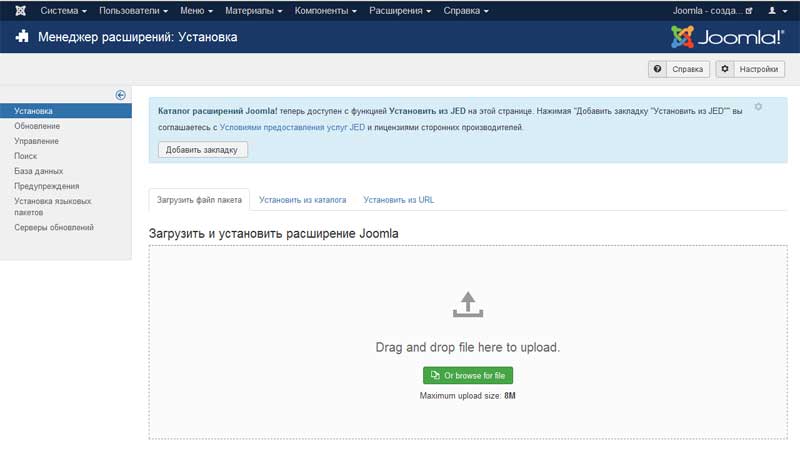 Система Пользователи Меню Материалы Компоненты Расширения Справка Joomla - созда...
Менеджер расширений: Установка
Joomla!®
Справка Настройки
Установка
Обновление
Управление
Поиск
База данных
Предупреждения
Установка языковых
пакетов
Серверы обновлений
Каталог расширений Joomla! теперь доступен с функцией Установить из JED на этой странице. Нажимая "Добавить закладку "Установить из JED"" вы
соглашаетесь с Условиями предоставления услуг JED и лицензиями сторонних производителей.
Добавить закладку
Загрузить файл пакета Установить из каталога Установить из URL
Загрузить и установить расширение Joomla
Drag and drop file here to upload.
Or browse for file
Maximum upload size: 8M